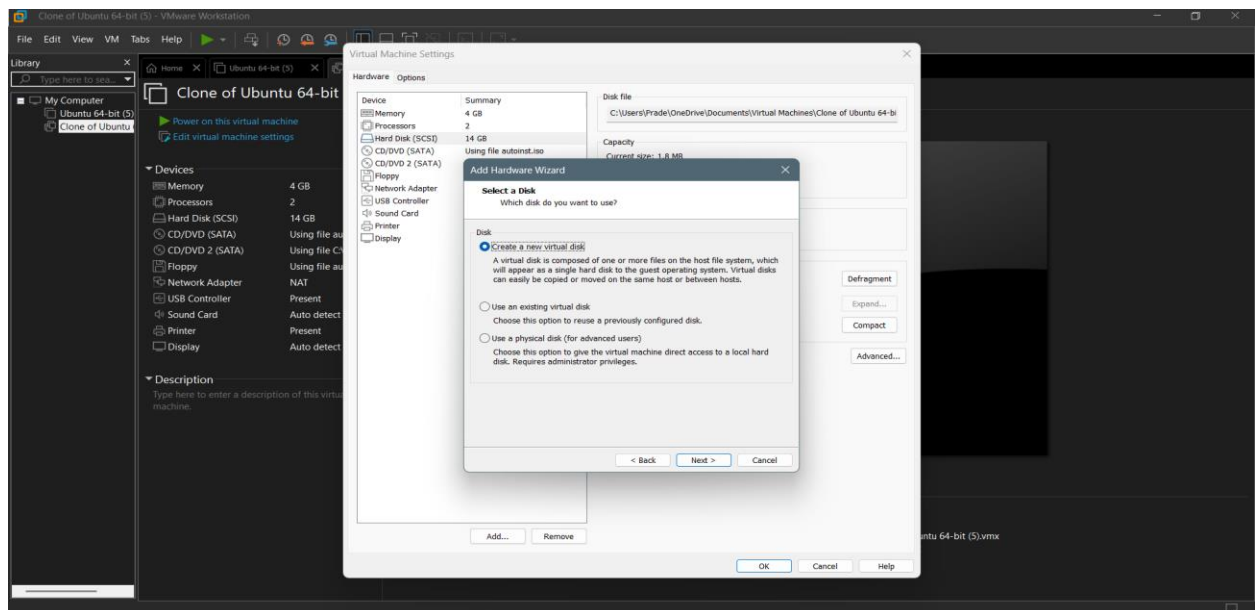 Clone of Ubuntu 64-bit (5) - VMware Workstation
File Edit View VM Tabs Help
Library
Type here to sea...
My Computer
Ubuntu 64-bit (5)
Clone of Ubuntu
Home
Ubuntu 64-bit (5)
Clone of Ubuntu 64-bit
Power on this virtual machine
Edit virtual machine settings
Devices
Memory 4 GB
Processors 2
Hard Disk (SCSI) 14 GB
CD/DVD (SATA) Using file au
CD/DVD 2 (SATA) Using file C:\
Floppy Using file au
Network Adapter NAT
USB Controller Present
Sound Card Auto detect
Printer Present
Display Auto detect
Description
Type here to enter a description of this virtua
machine.
Virtual Machine Settings
Hardware Options
Device Summary
Memory 4 GB
Processors 2
Hard Disk (SCSI) 14 GB
CD/DVD (SATA) Using file autoinst.iso
CD/DVD 2 (SATA)
Floppy
Network Adapter
USB Controller
Sound Card
Printer
Display
Add... Remove
Disk file
C:\Users\Prade\OneDrive\Documents\Virtual Machines\Clone of Ubuntu 64-bi
Capacity
Current size: 1.8 MB
Defragment
Expand...
Compact
Advanced...
OK Cancel Help
Add Hardware Wizard
Select a Disk
Which disk do you want to use?
Disk
Create a new virtual disk
A virtual disk is composed of one or more files on the host file system, which
will appear as a single hard disk to the guest operating system. Virtual disks
can easily be copied or moved on the same host or between hosts.
Use an existing virtual disk
Choose this option to reuse a previously configured disk.
Use a physical disk (for advanced users)
Choose this option to give the virtual machine direct access to a local hard
disk. Requires administrator privileges.
< Back Next > Cancel
untu 64-bit (5).vmx